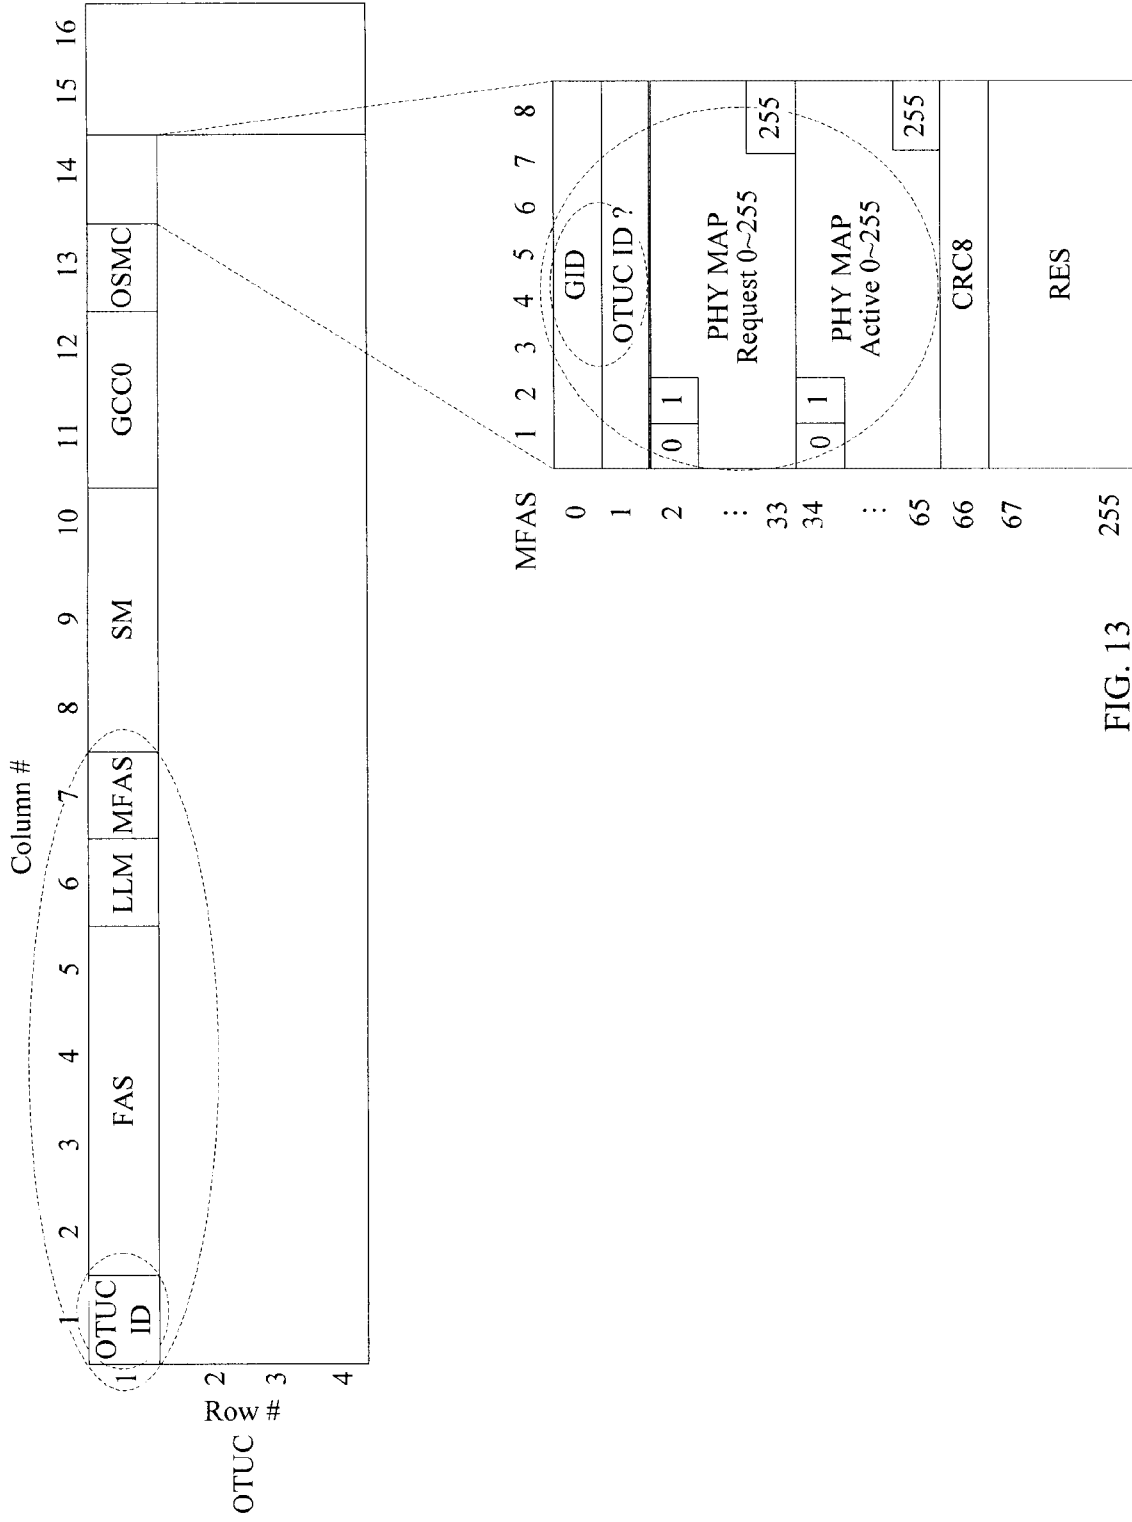 Column #
1 2 3 4 5 6 7 8 9 10 11 12 13 14 15 16
1 OTUC ID FAS LLM MFAS SM GCC0 OSMC
2
3
4
Row #
OTUC
MFAS 1 2 3 4 5 6 7 8
0 GID
1 OTUC ID ?
2 0 1
⋮ PHY MAP
Request 0~255
33 255
34 0 1
⋮ PHY MAP
Active 0~255
65 255
66 CRC8
67 RES
255
FIG. 13